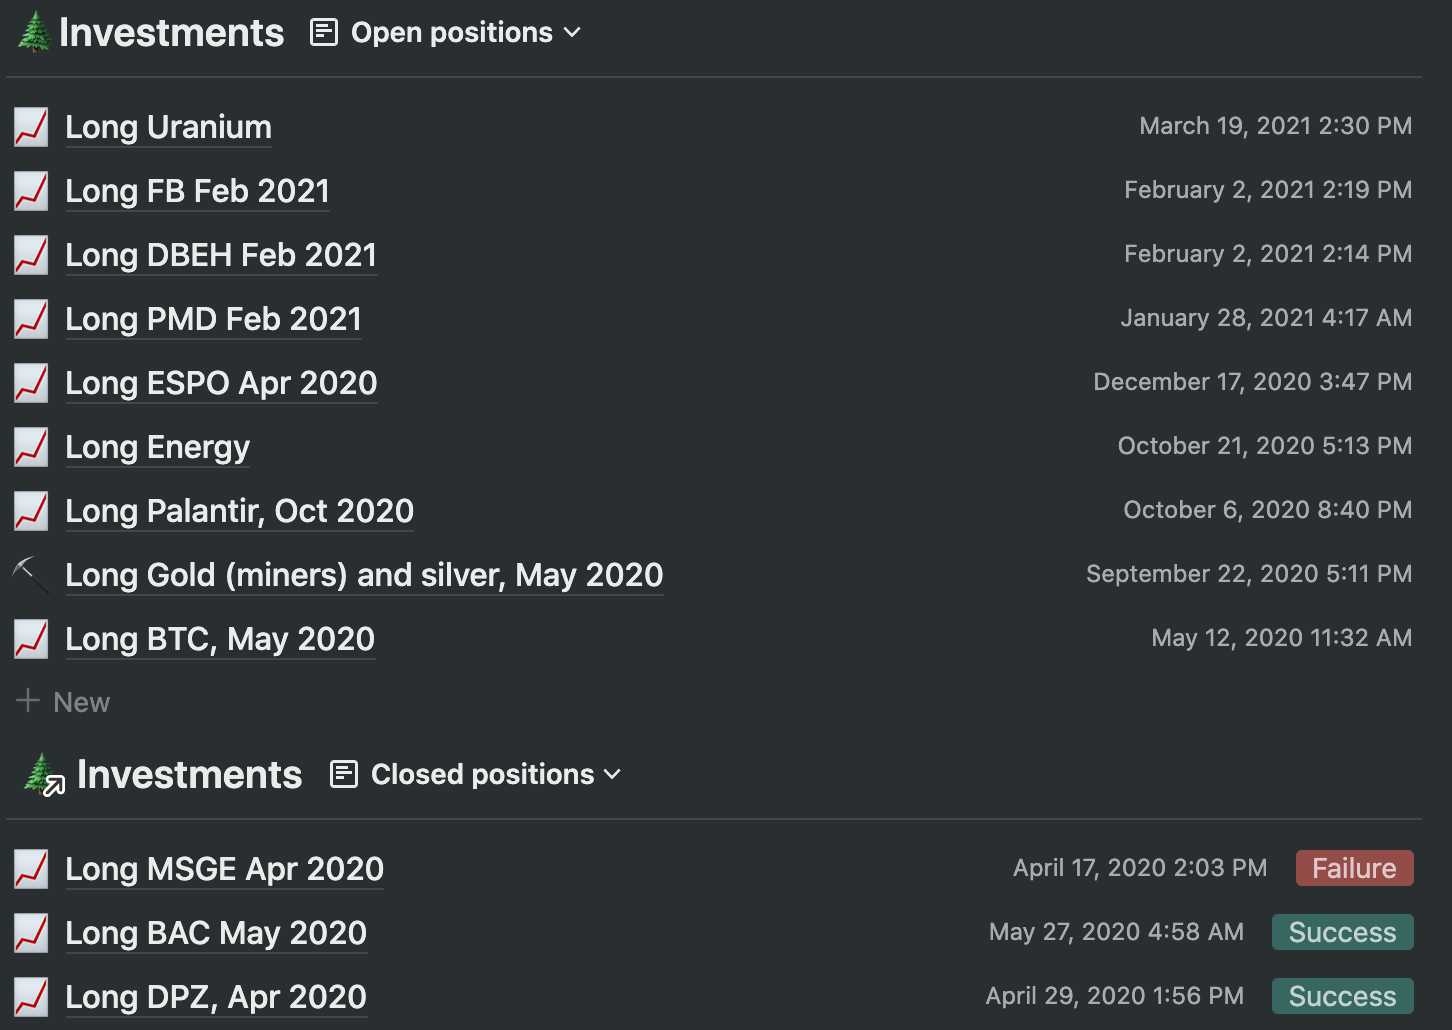 Investments Open positions
Long Uranium March 19, 2021 2:30 PM
Long FB Feb 2021 February 2, 2021 2:19 PM
Long DBEH Feb 2021 February 2, 2021 2:14 PM
Long PMD Feb 2021 January 28, 2021 4:17 AM
Long ESPO Apr 2020 December 17, 2020 3:47 PM
Long Energy October 21, 2020 5:13 PM
Long Palantir, Oct 2020 October 6, 2020 8:40 PM
Long Gold (miners) and silver, May 2020 September 22, 2020 5:11 PM
Long BTC, May 2020 May 12, 2020 11:32 AM
+ New
Investments Closed positions
Long MSGE Apr 2020 April 17, 2020 2:03 PM Failure
Long BAC May 2020 May 27, 2020 4:58 AM Success
Long DPZ, Apr 2020 April 29, 2020 1:56 PM Success